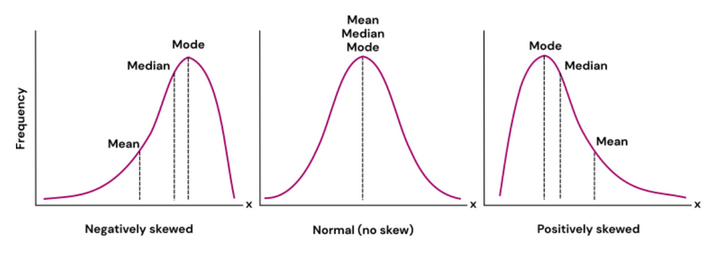 Frequency
Mode
Median
Mean
x
Negatively skewed
Mean
Median
Mode
x
Normal (no skew)
Mode
Median
Mean
x
Positively skewed